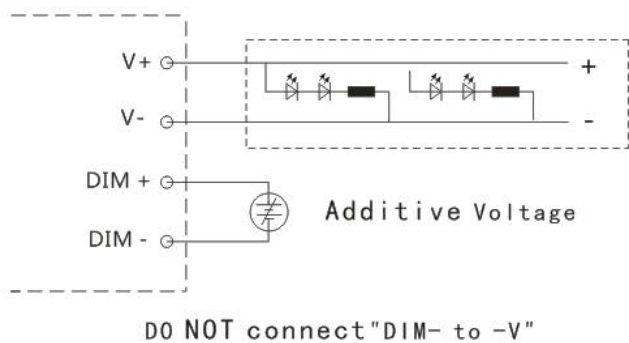 V+
+
V-
-
DIM +
Additive Voltage
DIM -
DO NOT connect"DIM- to -V"